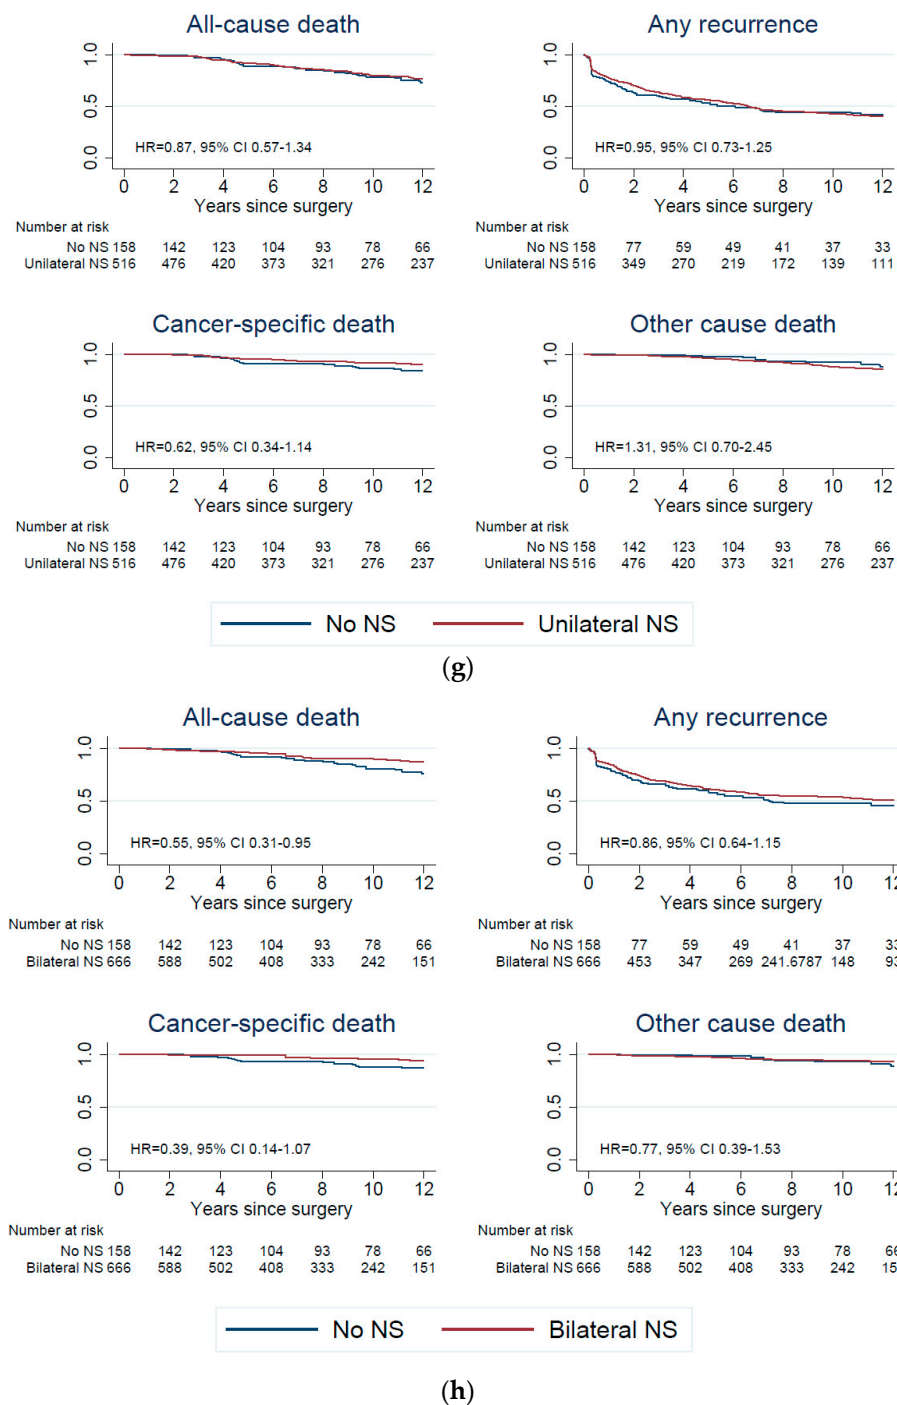 All-cause death
Any recurrence
1.0
0.5
0.0
HR=0.87, 95% CI 0.57-1.34
0 2 4 6 8 10 12
Years since surgery
1.0
0.5
0.0
HR=0.95, 95% CI 0.73-1.25
0 2 4 6 8 10 12
Years since surgery
Number at risk
No NS 158 142 123 104 93 78 66
Unilateral NS 516 476 420 373 321 276 237
Number at risk
No NS 158 77 59 49 41 37 33
Unilateral NS 516 349 270 219 172 139 111
Cancer-specific death
Other cause death
1.0
0.5
0.0
HR=0.62, 95% CI 0.34-1.14
0 2 4 6 8 10 12
Years since surgery
1.0
0.5
0.0
HR=1.31, 95% CI 0.70-2.45
0 2 4 6 8 10 12
Years since surgery
Number at risk
No NS 158 142 123 104 93 78 66
Unilateral NS 516 476 420 373 321 276 237
Number at risk
No NS 158 142 123 104 93 78 66
Unilateral NS 516 476 420 373 321 276 237
No NS Unilateral NS
(g)
All-cause death
Any recurrence
1.0
0.5
0.0
HR=0.55, 95% CI 0.31-0.95
0 2 4 6 8 10 12
Years since surgery
1.0
0.5
0.0
HR=0.86, 95% CI 0.64-1.15
0 2 4 6 8 10 12
Years since surgery
Number at risk
No NS 158 142 123 104 93 78 66
Bilateral NS 666 588 502 408 333 242 151
Number at risk
No NS 158 77 59 49 41 37 33
Bilateral NS 666 453 347 269 241.6787 148 93
Cancer-specific death
Other cause death
1.0
0.5
0.0
HR=0.39, 95% CI 0.14-1.07
0 2 4 6 8 10 12
Years since surgery
1.0
0.5
0.0
HR=0.77, 95% CI 0.39-1.53
0 2 4 6 8 10 12
Years since surgery
Number at risk
No NS 158 142 123 104 93 78 66
Bilateral NS 666 588 502 408 333 242 151
Number at risk
No NS 158 142 123 104 93 78 66
Bilateral NS 666 588 502 408 333 242 15
No NS Bilateral NS
(h)